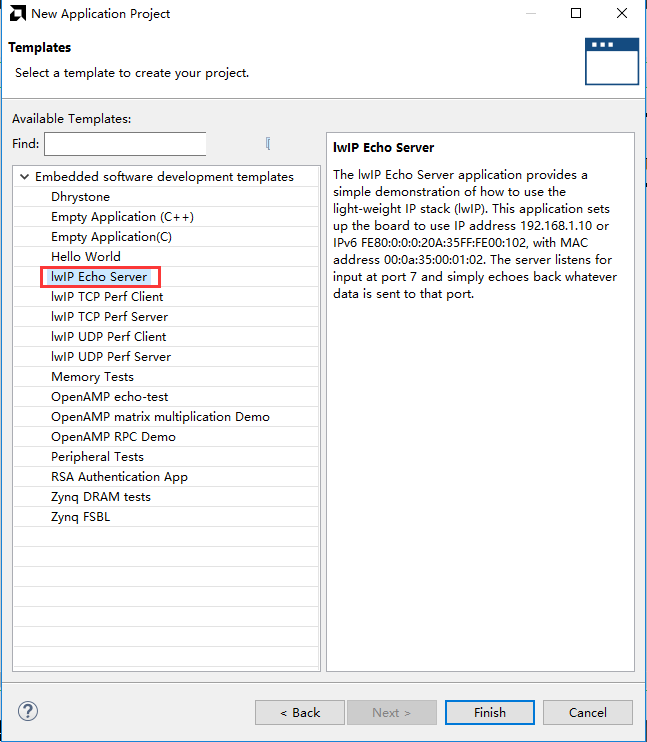 New Application Project
Templates
Select a template to create your project.
Available Templates:
Find:
Embedded software development templates
Dhrystone
Empty Application (C++)
Empty Application(C)
Hello World
lwIP Echo Server
lwIP TCP Perf Client
lwIP TCP Perf Server
lwIP UDP Perf Client
lwIP UDP Perf Server
Memory Tests
OpenAMP echo-test
OpenAMP matrix multiplication Demo
OpenAMP RPC Demo
Peripheral Tests
RSA Authentication App
Zynq DRAM tests
Zynq FSBL
lwIP Echo Server
The lwIP Echo Server application provides a
simple demonstration of how to use the
light-weight IP stack (lwIP). This application sets
up the board to use IP address 192.168.1.10 or
IPv6 FE80:0:0:0:20A:35FF:FE00:102, with MAC
address 00:0a:35:00:01:02. The server listens for
input at port 7 and simply echoes back whatever
data is sent to that port.
?
< Back
Next >
Finish
Cancel